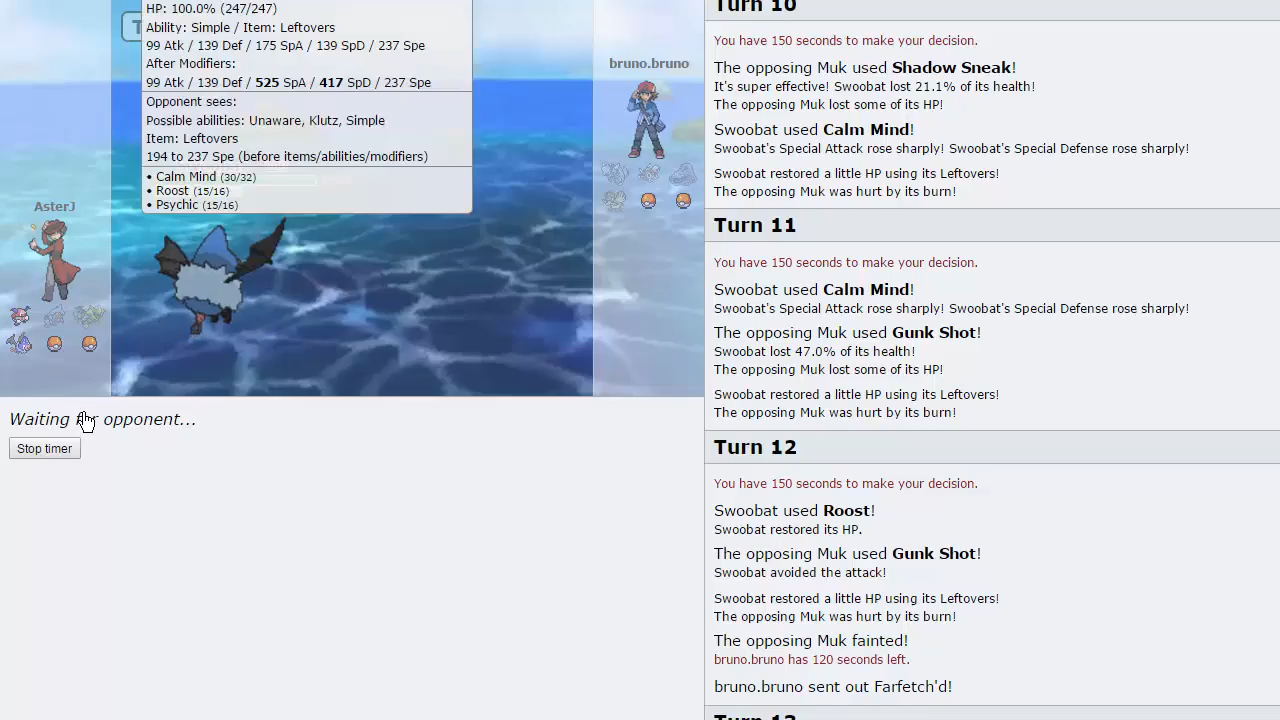 HP: 100.0% (247/247)
Ability: Simple / Item: Leftovers
99 Atk / 139 Def / 175 SpA / 139 SpD / 237 Spe
After Modifiers:
99 Atk / 139 Def / 525 SpA / 417 SpD / 237 Spe
Opponent sees:
Possible abilities: Unaware, Klutz, Simple
Item: Leftovers
194 to 237 Spe (before items/abilities/modifiers)
• Calm Mind (30/32)
• Roost (15/16)
• Psychic (15/16)
AsterJ
bruno.bruno
Waiting for opponent...
Stop timer
Turn 10
You have 150 seconds to make your decision.
The opposing Muk used Shadow Sneak!
It's super effective! Swoobat lost 21.1% of its health!
The opposing Muk lost some of its HP!
Swoobat used Calm Mind!
Swoobat's Special Attack rose sharply! Swoobat's Special Defense rose sharply!
Swoobat restored a little HP using its Leftovers!
The opposing Muk was hurt by its burn!
Turn 11
You have 150 seconds to make your decision.
Swoobat used Calm Mind!
Swoobat's Special Attack rose sharply! Swoobat's Special Defense rose sharply!
The opposing Muk used Gunk Shot!
Swoobat lost 47.0% of its health!
The opposing Muk lost some of its HP!
Swoobat restored a little HP using its Leftovers!
The opposing Muk was hurt by its burn!
Turn 12
You have 150 seconds to make your decision.
Swoobat used Roost!
Swoobat restored its HP.
The opposing Muk used Gunk Shot!
Swoobat avoided the attack!
Swoobat restored a little HP using its Leftovers!
The opposing Muk was hurt by its burn!
The opposing Muk fainted!
bruno.bruno has 120 seconds left.
bruno.bruno sent out Farfetch'd!
Turn 13